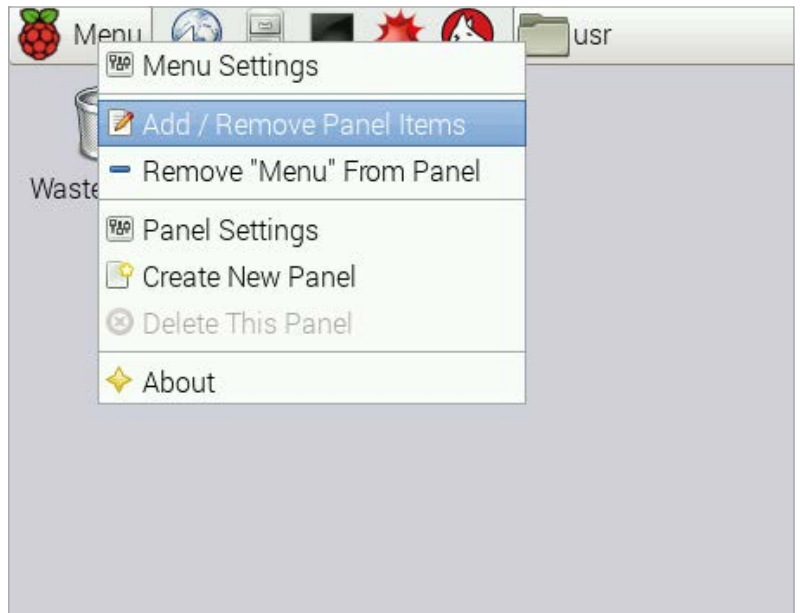 Menu
usr
Menu Settings
Add / Remove Panel Items
Remove "Menu" From Panel
Waste
Panel Settings
Create New Panel
Delete This Panel
About